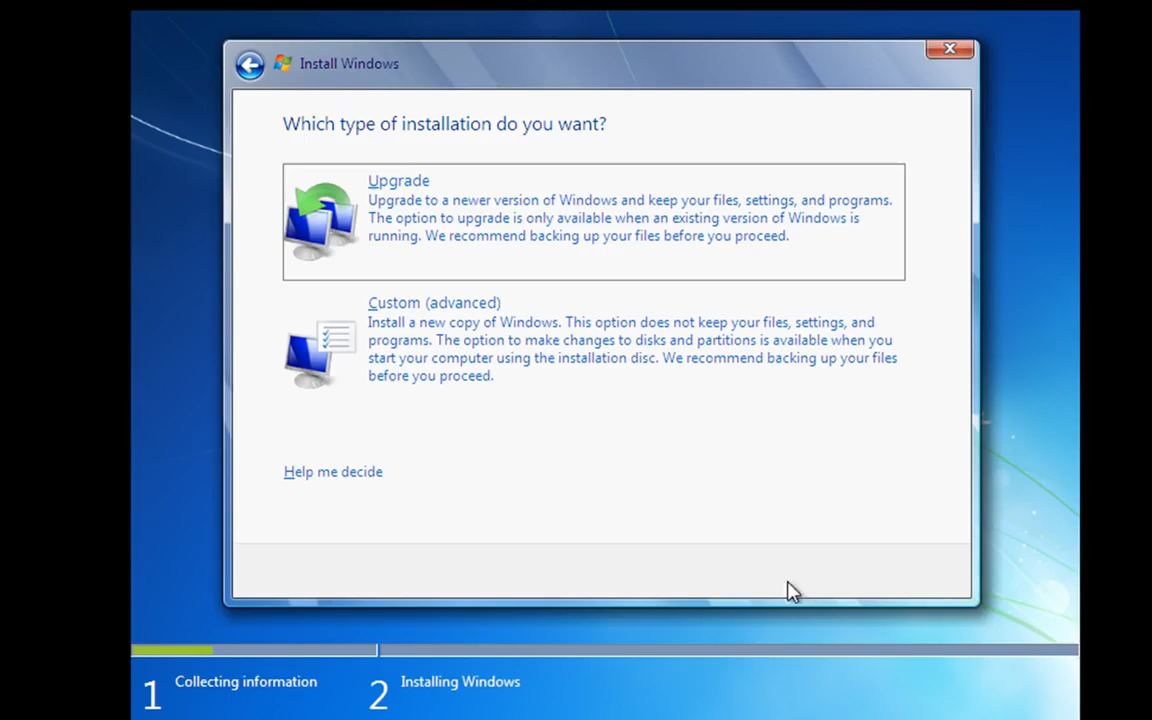 Install Windows
Which type of installation do you want?
Upgrade
Upgrade to a newer version of Windows and keep your files, settings, and programs.
The option to upgrade is only available when an existing version of Windows is
running. We recommend backing up your files before you proceed.
Custom (advanced)
Install a new copy of Windows. This option does not keep your files, settings, and
programs. The option to make changes to disks and partitions is available when you
start your computer using the installation disc. We recommend backing up your files
before you proceed.
Help me decide
1 Collecting information
2 Installing Windows